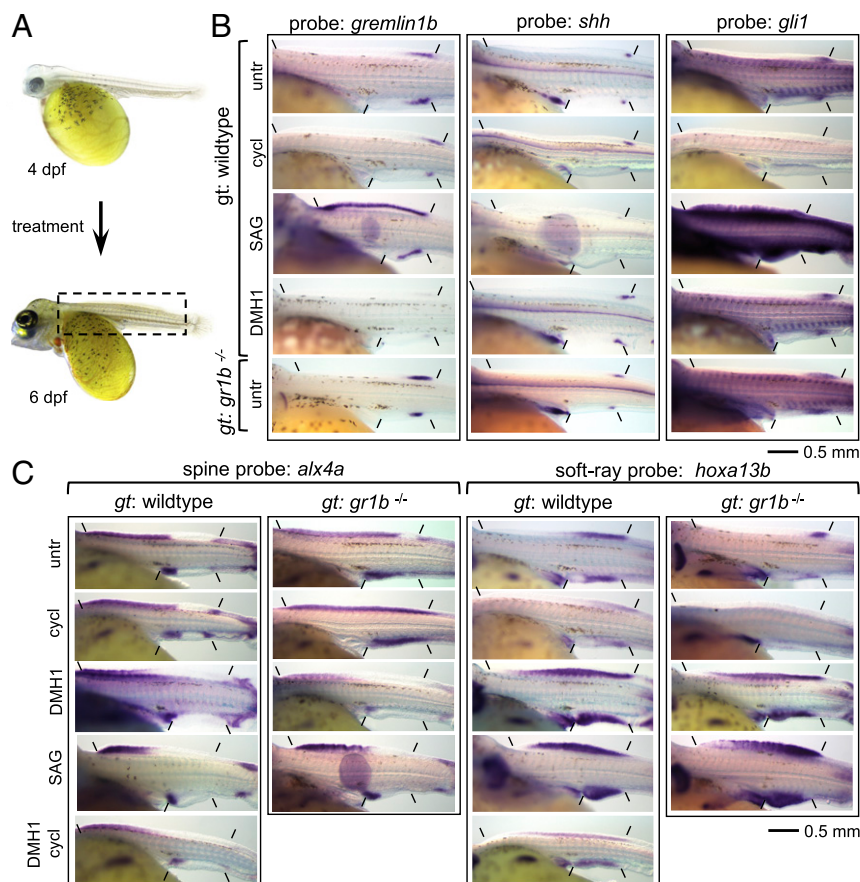 A
4 dpf
treatment
6 dpf
B
probe: gremlin1b
probe: shh
probe: gli1
gt: wildtype
untr
cycl
SAG
DMH1
gt: gr1b -/-
untr
0.5 mm
C
spine probe: alx4a
soft-ray probe: hoxa13b
gt: wildtype
gt: gr1b -/-
gt: wildtype
gt: gr1b -/-
untr
cycl
DMH1
SAG
DMH1
cycl
0.5 mm